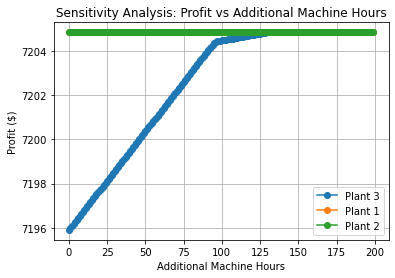 Sensitivity Analysis: Profit vs Additional Machine Hours
7204
7202
7200
7198
7196
Profit ($)
Plant 3
Plant 1
Plant 2
0 25 50 75 100 125 150 175 200
Additional Machine Hours